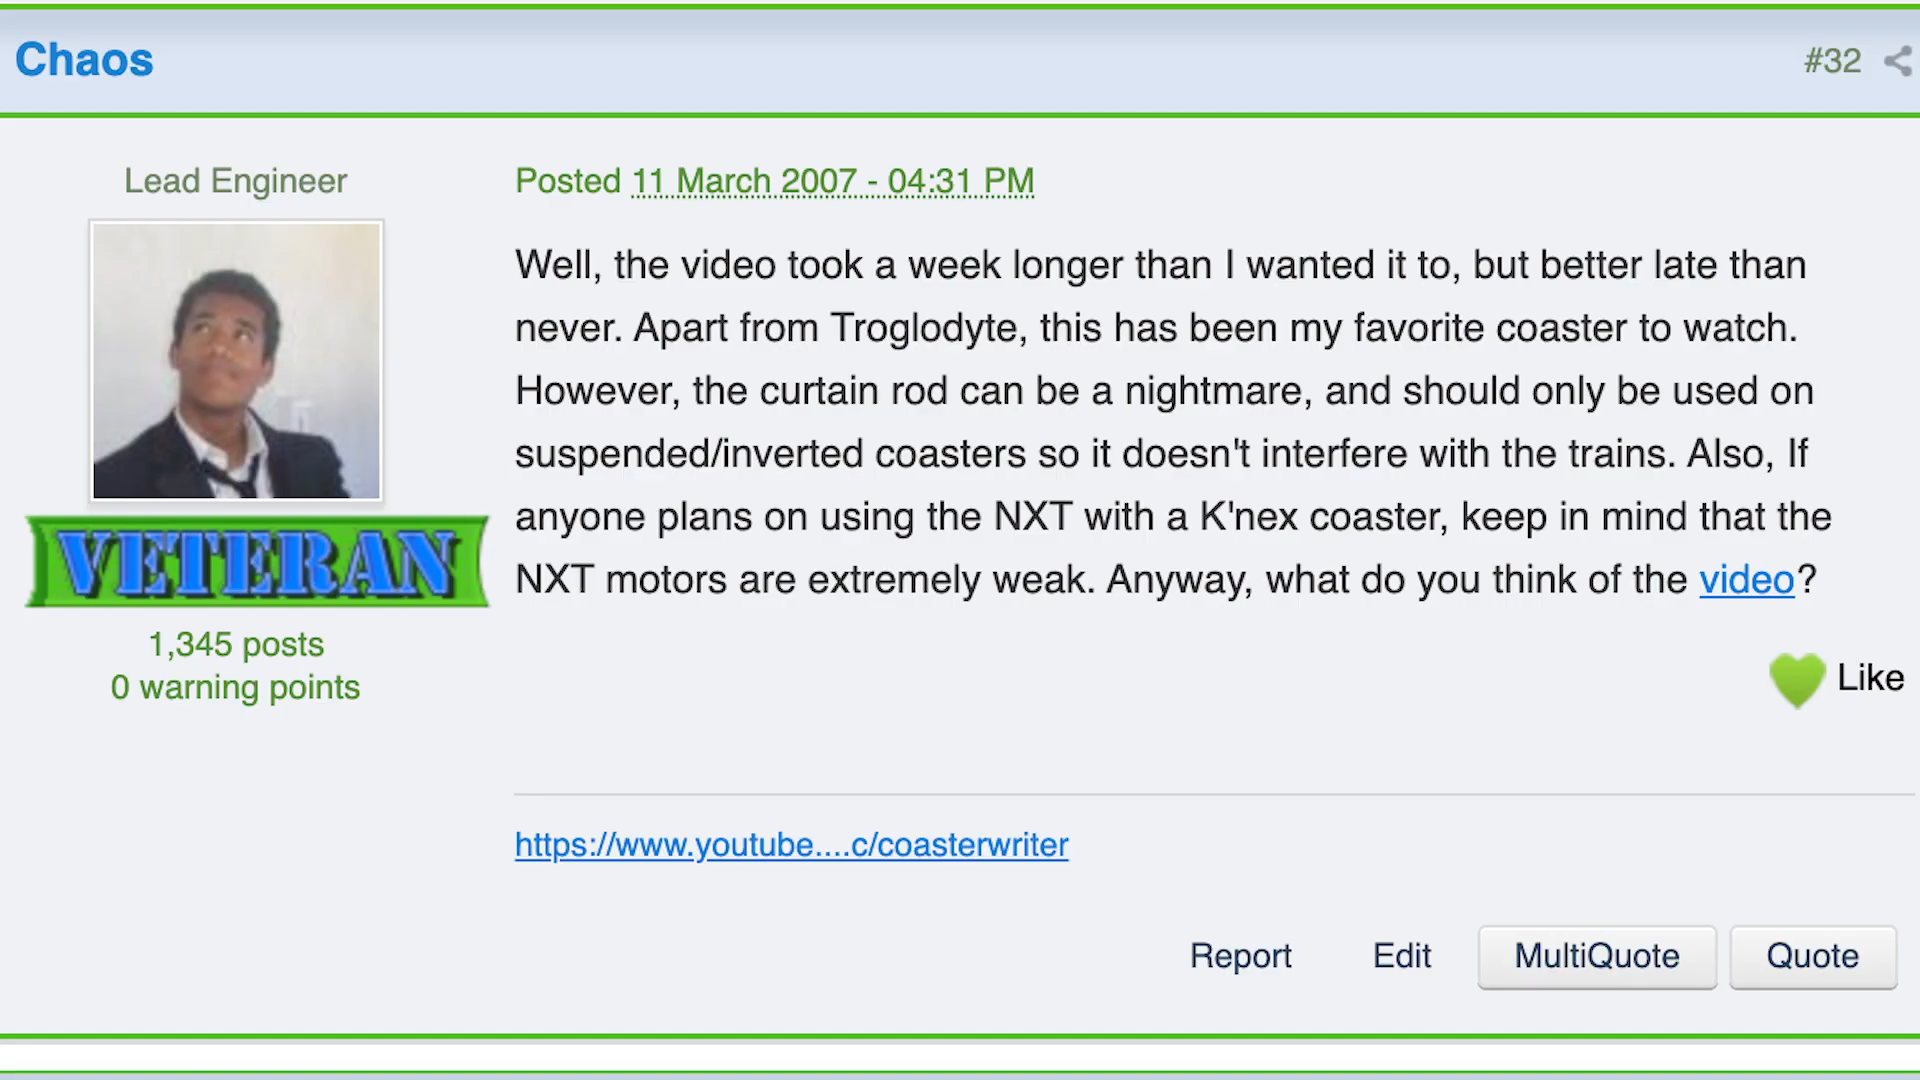 Chaos
#32
Lead Engineer
VETERAN
1,345 posts
0 warning points
Posted 11 March 2007 - 04:31 PM
Well, the video took a week longer than I wanted it to, but better late than
never. Apart from Troglodyte, this has been my favorite coaster to watch.
However, the curtain rod can be a nightmare, and should only be used on
suspended/inverted coasters so it doesn't interfere with the trains. Also, If
anyone plans on using the NXT with a K'nex coaster, keep in mind that the
NXT motors are extremely weak. Anyway, what do you think of the video?
Like
https://www.youtube....c/coasterwriter
Report
Edit
MultiQuote
Quote